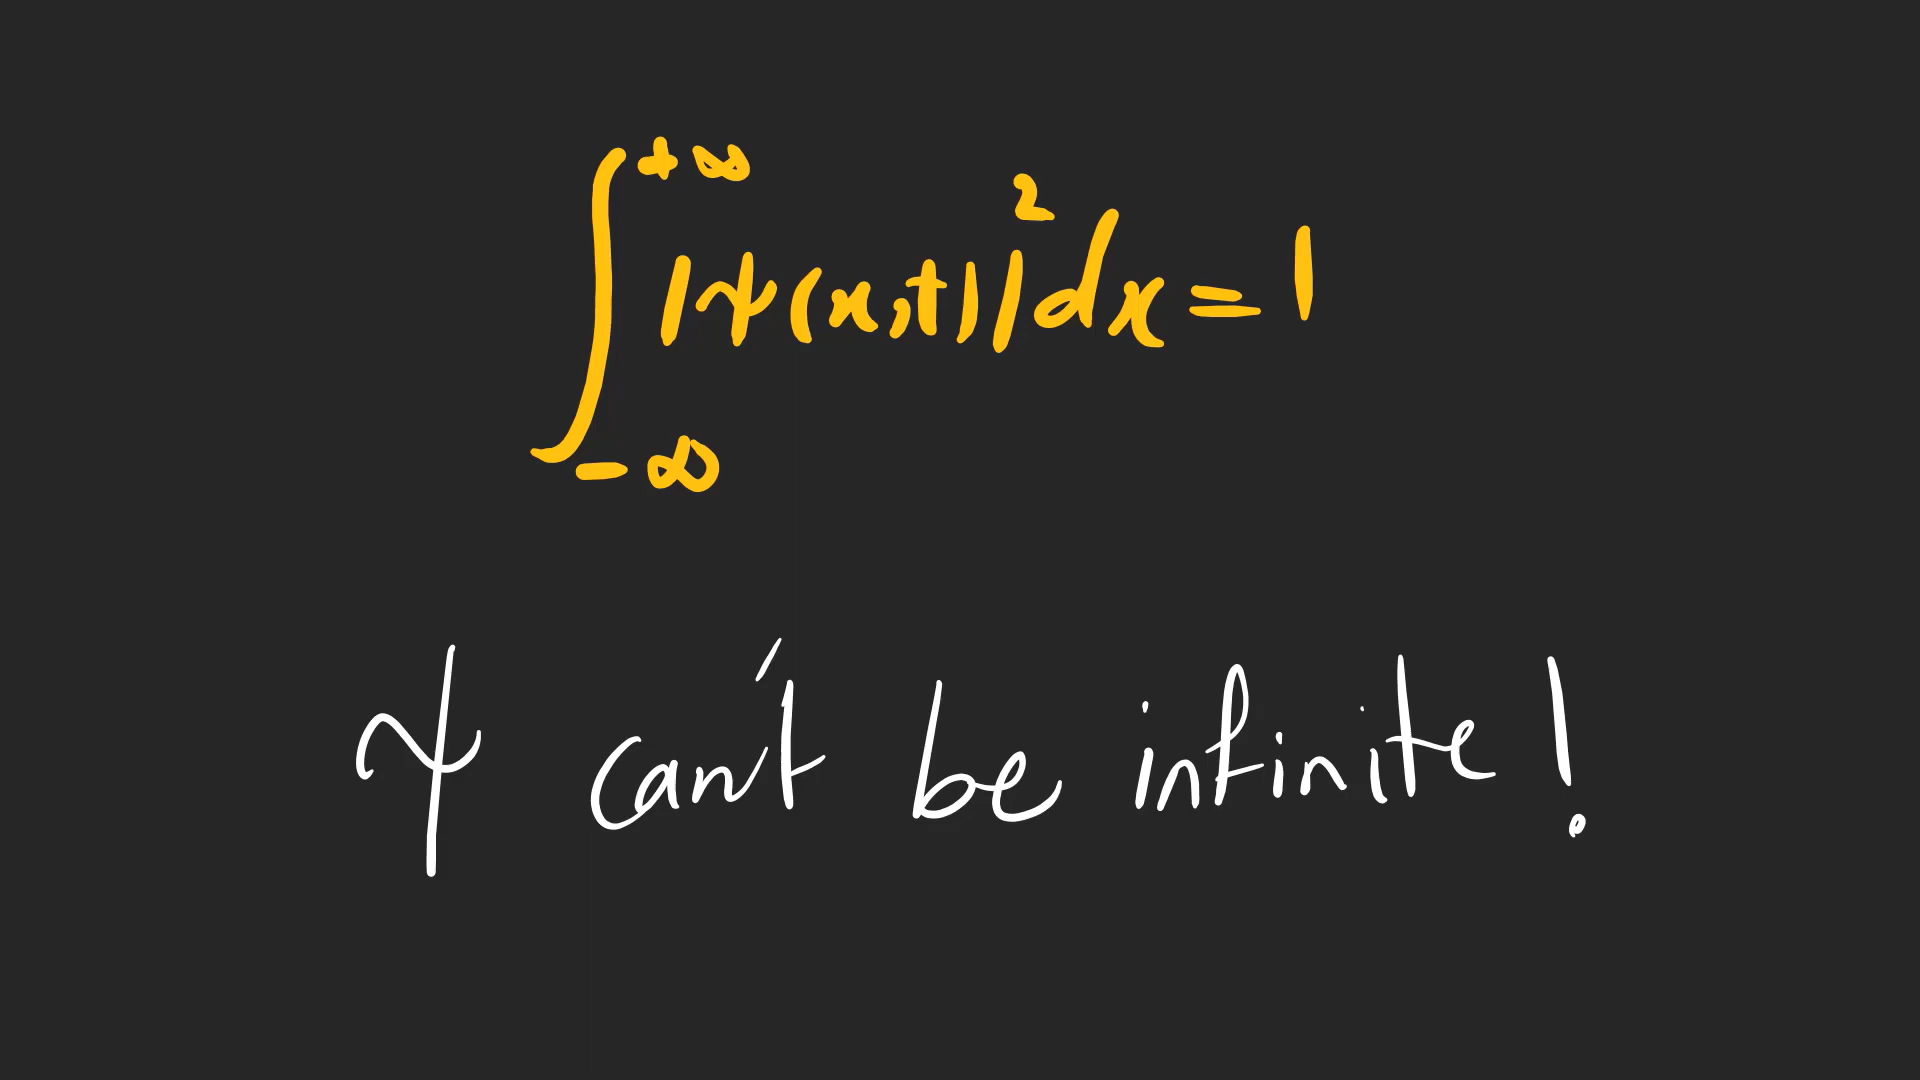 ∫_{-∞}^{+∞} |ψ(x,t)|² dx = 1
ψ can't be infinite!